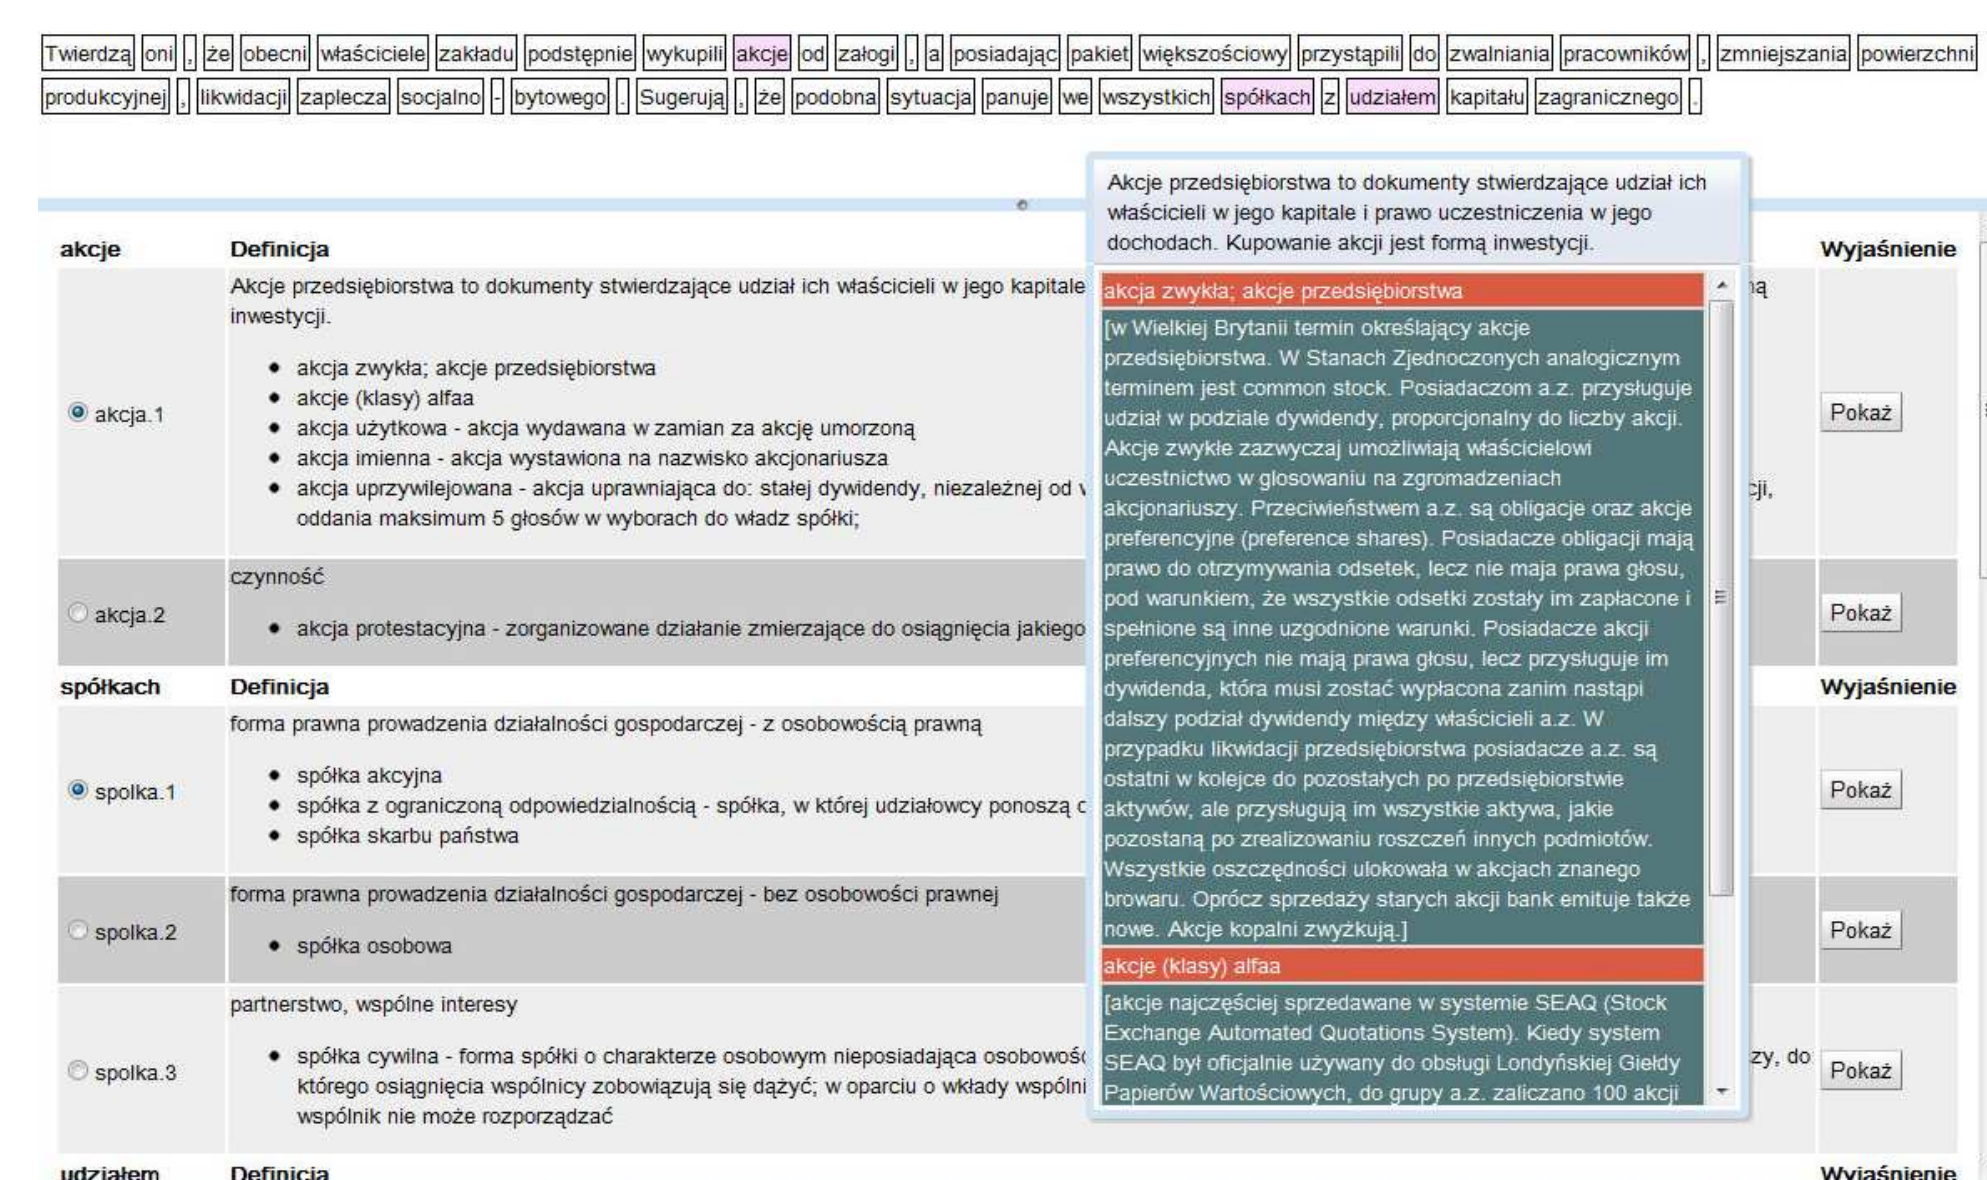 Twierdzą oni , że obecni właściciele zakładu podstępnie wykupili akcje od załogi , a posiadając pakiet większościowy przystąpili do zwalniania pracowników , zmniejszania powierzchni
produkcyjnej , likwidacji zaplecza socjalno - bytowego . Sugerują , że podobna sytuacja panuje we wszystkich spółkach z udziałem kapitału zagranicznego .
akcje Definicja Wyjaśnienie
Akcje przedsiębiorstwa to dokumenty stwierdzające udział ich właścicieli w jego kapitale
inwestycji.
• akcja zwykła; akcje przedsiębiorstwa
• akcje (klasy) alfaa
akcja.1
• akcja użytkowa - akcja wydawana w zamian za akcję umorzoną
• akcja imienna - akcja wystawiona na nazwisko akcjonariusza
• akcja uprzywilejowana - akcja uprawniająca do: stałej dywidendy, niezależnej od
oddania maksimum 5 głosów w wyborach do władz spółki;
Pokaż
czynność
akcja.2
• akcja protestacyjna - zorganizowane działanie zmierzające do osiągnięcia jakiego
Pokaż
spółkach Definicja Wyjaśnienie
forma prawna prowadzenia działalności gospodarczej - z osobowością prawną
• spółka akcyjna
spolka.1
• spółka z ograniczoną odpowiedzialnością - spółka, w której udziałowcy ponoszą
• spółka skarbu państwa
Pokaż
forma prawna prowadzenia działalności gospodarczej - bez osobowości prawnej
spolka.2
• spółka osobowa
Pokaż
partnerstwo, wspólne interesy
• spółka cywilna - forma spółki o charakterze osobowym nieposiadająca osobowoś
zy, do
spolka.3
którego osiągnięcia wspólnicy zobowiązują się dążyć; w oparciu o wkłady wspólni
wspólnik nie może rozporządzać
Pokaż
udziałem Definicja Wyjaśnienie
Akcje przedsiębiorstwa to dokumenty stwierdzające udział ich
właścicieli w jego kapitale i prawo uczestniczenia w jego
dochodach. Kupowanie akcji jest formą inwestycji.
akcja zwykła; akcje przedsiębiorstwa
[w Wielkiej Brytanii termin określający akcje
przedsiębiorstwa. W Stanach Zjednoczonych analogicznym
terminem jest common stock. Posiadaczom a.z. przysługuje
udział w podziale dywidendy, proporcjonalny do liczby akcji.
Akcje zwykłe zazwyczaj umożliwiają właścicielowi
uczestnictwo w glosowaniu na zgromadzeniach
akcjonariuszy. Przeciwieństwem a.z. są obligacje oraz akcje
preferencyjne (preference shares). Posiadacze obligacji mają
prawo do otrzymywania odsetek, lecz nie maja prawa głosu,
pod warunkiem, że wszystkie odsetki zostały im zapłacone i
spełnione są inne uzgodnione warunki. Posiadacze akcji
preferencyjnych nie mają prawa głosu, lecz przysługuje im
dywidenda, która musi zostać wypłacona zanim nastąpi
dalszy podział dywidendy między właścicieli a.z. W
przypadku likwidacji przedsiębiorstwa posiadacze a.z. są
ostatni w kolejce do pozostałych po przedsiębiorstwie
aktywów, ale przysługują im wszystkie aktywa, jakie
pozostaną po zrealizowaniu roszczeń innych podmiotów.
Wszystkie oszczędności ulokowała w akcjach znanego
browaru. Oprócz sprzedaży starych akcji bank emituje także
nowe. Akcje kopalni zwyżkują.]
akcje (klasy) alfaa
[akcje najczęściej sprzedawane w systemie SEAQ (Stock
Exchange Automated Quotations System). Kiedy system
SEAQ był oficjalnie używany do obsługi Londyńskiej Giełdy
Papierów Wartościowych, do grupy a.z. zaliczano 100 akcji